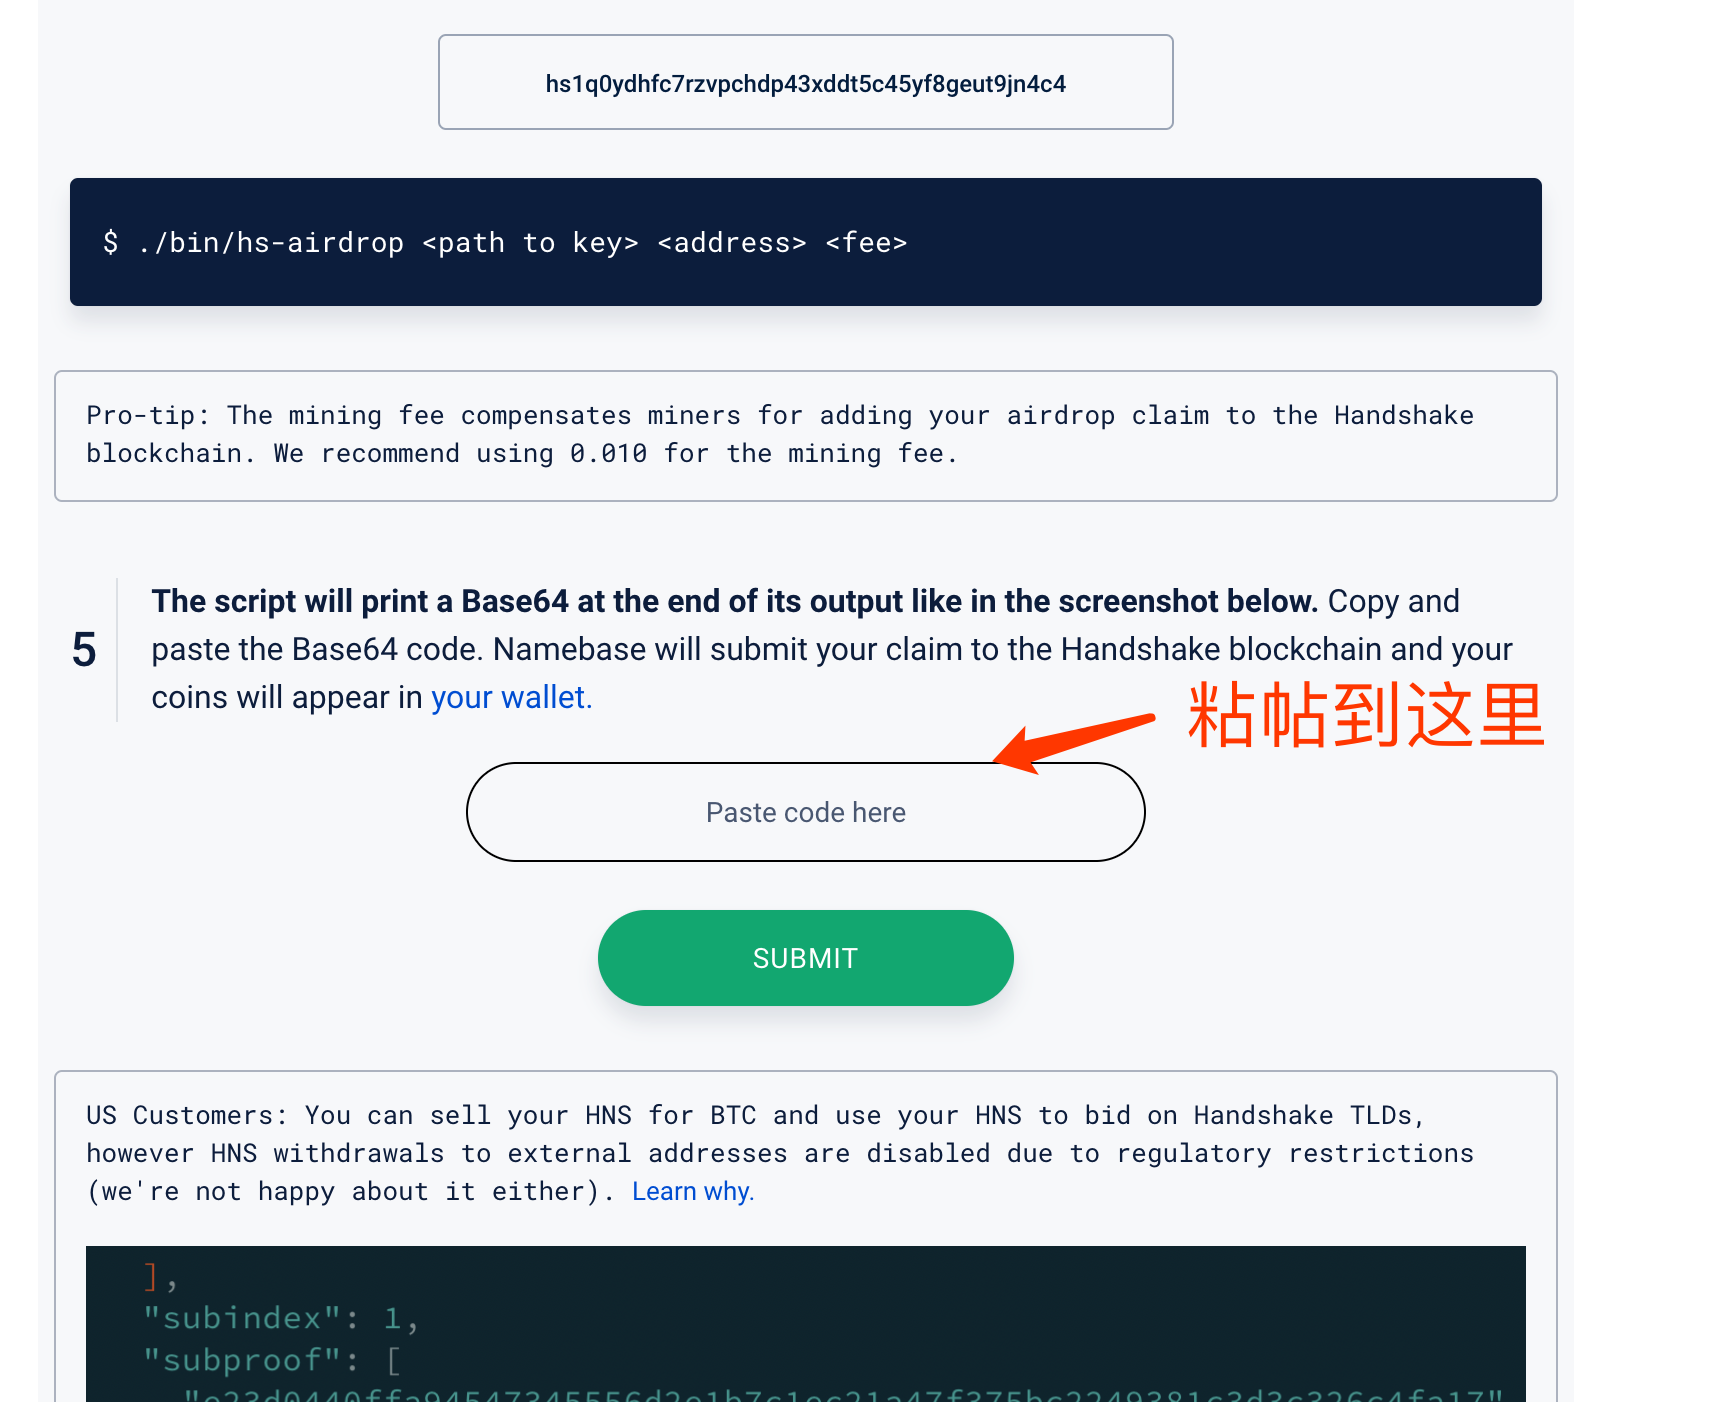 hs1q0ydhfc7rzvpchdp43xddt5c45yf8geut9jn4c4
$ ./bin/hs-airdrop <path to key> <address> <fee>
Pro-tip: The mining fee compensates miners for adding your airdrop claim to the Handshake
blockchain. We recommend using 0.010 for the mining fee.
5
The script will print a Base64 at the end of its output like in the screenshot below. Copy and
paste the Base64 code. Namebase will submit your claim to the Handshake blockchain and your
coins will appear in your wallet.
粘帖到这里
Paste code here
SUBMIT
US Customers: You can sell your HNS for BTC and use your HNS to bid on Handshake TLDs,
however HNS withdrawals to external addresses are disabled due to regulatory restrictions
(we're not happy about it either). Learn why.
],
"subindex": 1,
"subproof": [